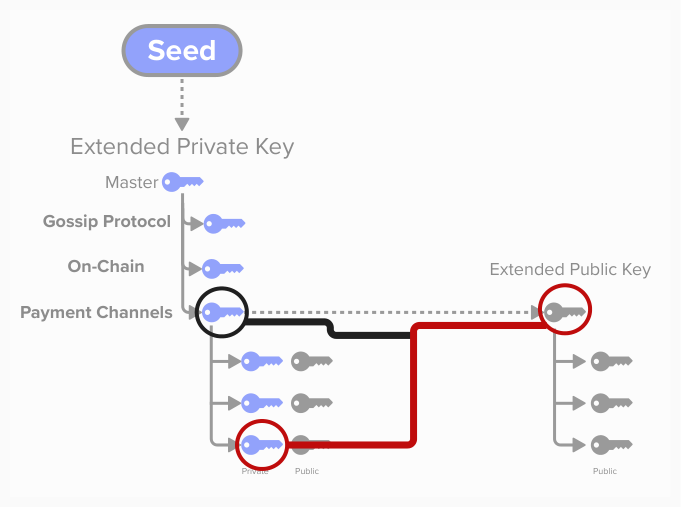 Seed
Extended Private Key
Master
Gossip Protocol
On-Chain
Extended Public Key
Payment Channels
Private
Public
Public